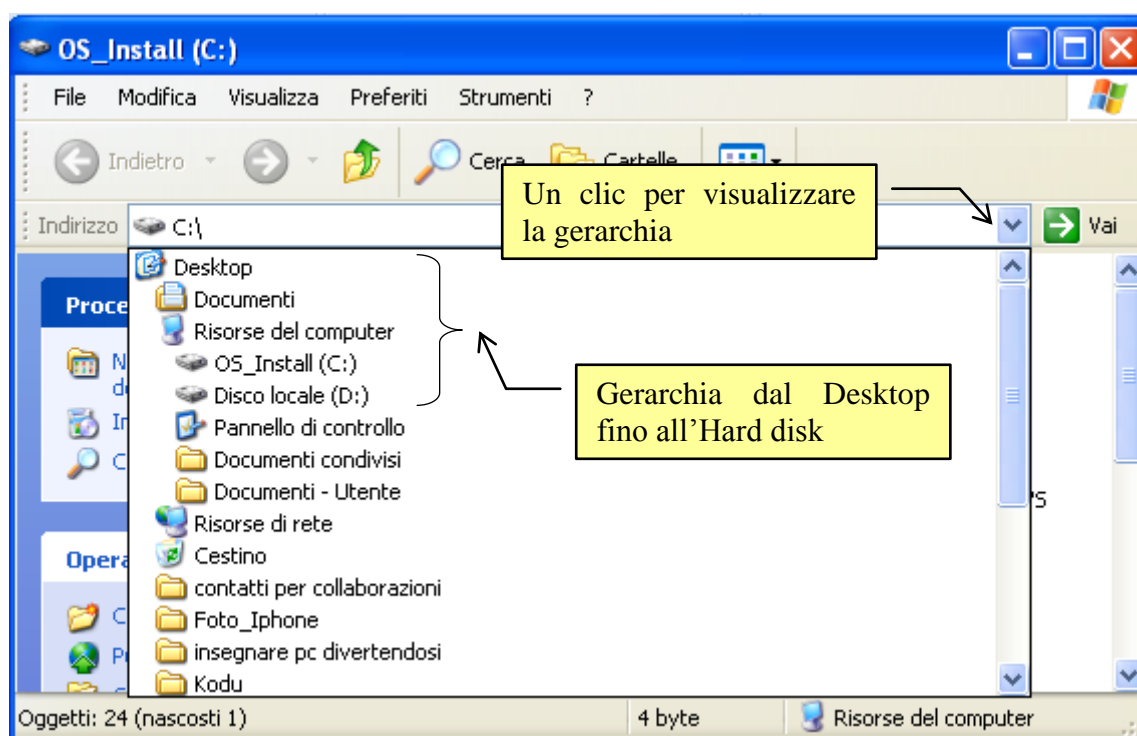 OS_Install (C:)
File Modifica Visualizza Preferiti Strumenti ?
Indietro Cerca Cartelle
Un clic per visualizzare
la gerarchia
Indirizzo C:\ Vai
Desktop
Documenti
Risorse del computer
OS_Install (C:)
Disco locale (D:)
Pannello di controllo
Documenti condivisi
Documenti - Utente
Risorse di rete
Cestino
contatti per collaborazioni
Foto_Iphone
insegnare pc divertendosi
Kodu
Gerarchia dal Desktop
fino all’Hard disk
Oggetti: 24 (nascosti 1) 4 byte Risorse del computer